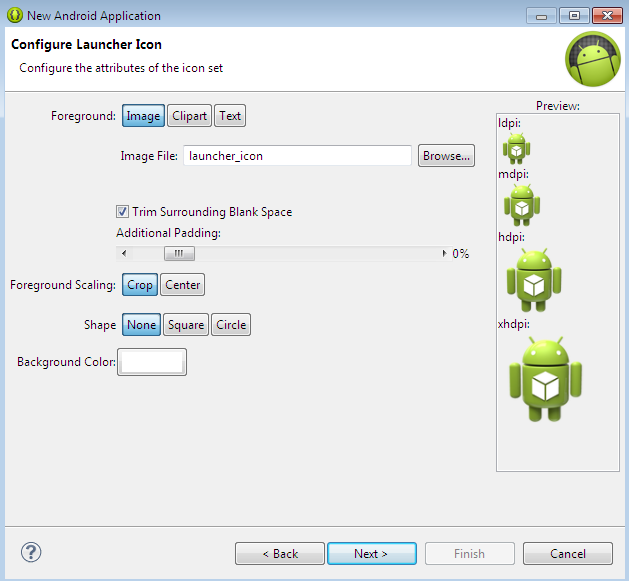 New Android Application
Configure Launcher Icon
Configure the attributes of the icon set
Foreground: Image Clipart Text
Image File: launcher_icon Browse...
Trim Surrounding Blank Space
Additional Padding:
0%
Foreground Scaling: Crop Center
Shape None Square Circle
Background Color:
Preview:
ldpi:
mdpi:
hdpi:
xhdpi:
? < Back Next > Finish Cancel